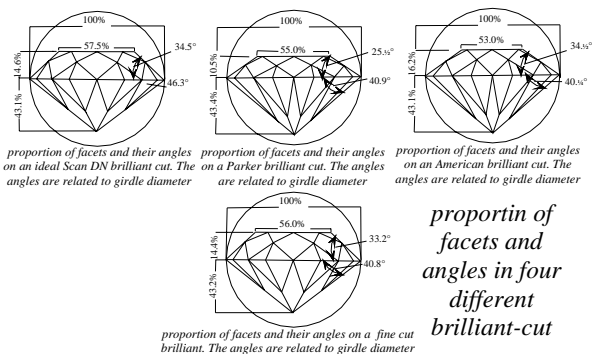 100%
57.5%
34.5°
14.6%
46.3°
43.1%
proportion of facets and their angles
on an ideal Scan DN brilliant cut. The
angles are related to girdle diameter
100%
55.0%
25.½°
10.5%
40.9°
43.4%
proportion of facets and their angles
on a Parker brilliant cut. The angles
are related to girdle diameter
100%
53.0%
34.½°
16.2%
40.¼°
43.1%
proportion of facets and their angles
on an American brilliant cut. The
angles are related to girdle diameter
100%
56.0%
33.2°
14.4%
40.8°
43.2%
proportion of facets and their angles on a fine cut
brilliant. The angles are related to girdle diameter
proportin of
facets and
angles in four
different
brilliant-cut